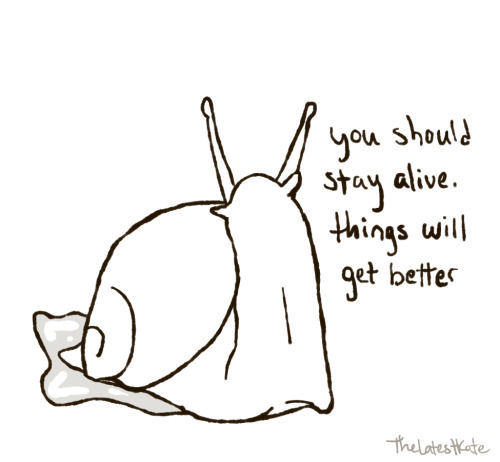 you should
stay alive.
things will
get better
TheLatestKate